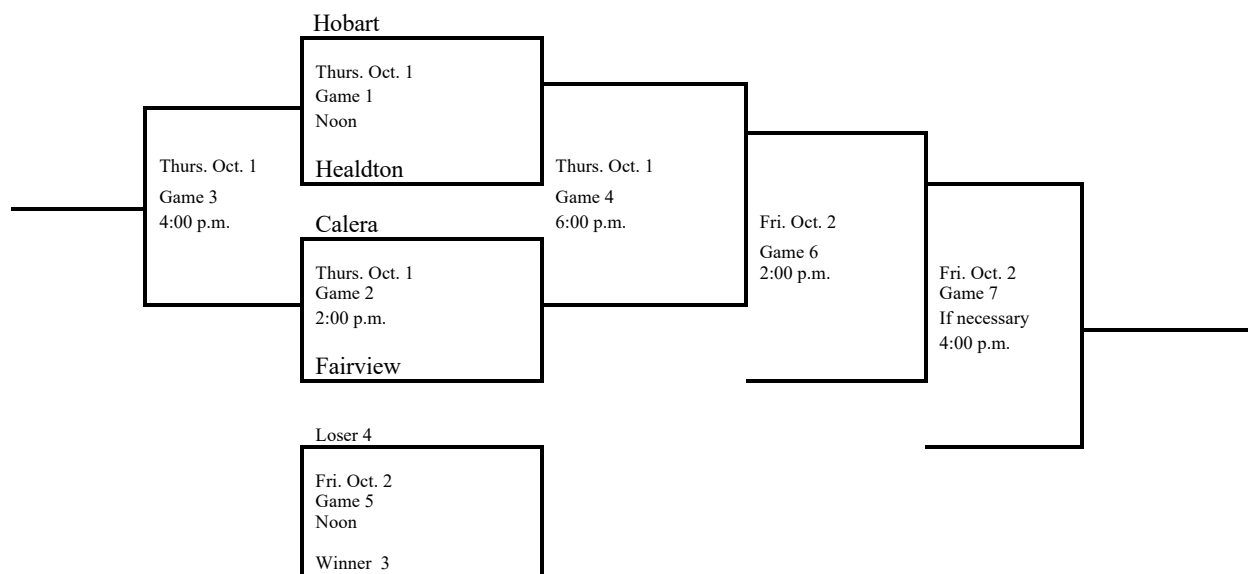 Hobart
Thurs. Oct. 1
Game 1
Noon
Healdton
Thurs. Oct. 1
Game 3
4:00 p.m.
Thurs. Oct. 1
Game 4
6:00 p.m.
Calera
Thurs. Oct. 1
Game 2
2:00 p.m.
Fairview
Fri. Oct. 2
Game 6
2:00 p.m.
Fri. Oct. 2
Game 7
If necessary
4:00 p.m.
Loser 4
Fri. Oct. 2
Game 5
Noon
Winner  3